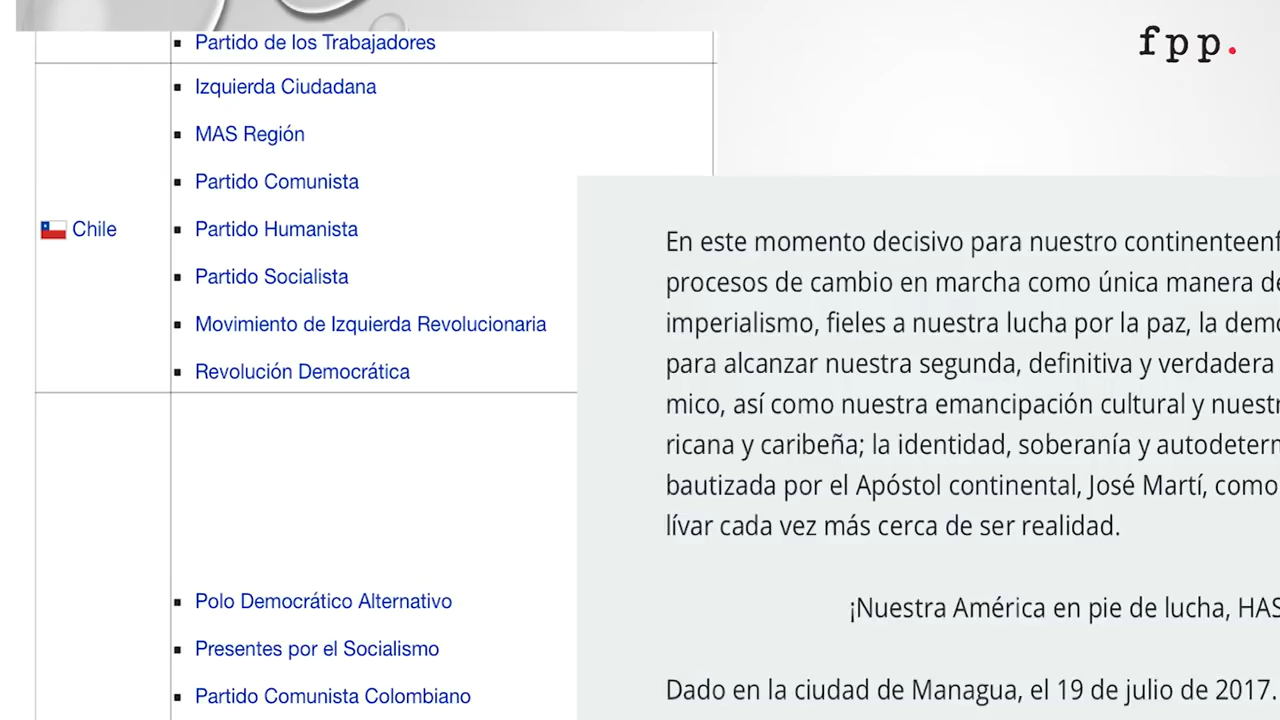 fpp.
Partido de los Trabajadores
Izquierda Ciudadana
MAS Región
Partido Comunista
Chile
Partido Humanista
Partido Socialista
Movimiento de Izquierda Revolucionaria
Revolución Democrática
Polo Democrático Alternativo
Presentes por el Socialismo
Partido Comunista Colombiano
En este momento decisivo para nuestro continenteenf
procesos de cambio en marcha como única manera de
imperialismo, fieles a nuestra lucha por la paz, la demo
para alcanzar nuestra segunda, definitiva y verdadera
mico, así como nuestra emancipación cultural y nuestr
ricana y caribeña; la identidad, soberanía y autodeterm
bautizada por el Apóstol continental, José Martí, como
lívar cada vez más cerca de ser realidad.
¡Nuestra América en pie de lucha, HAS
Dado en la ciudad de Managua, el 19 de julio de 2017.